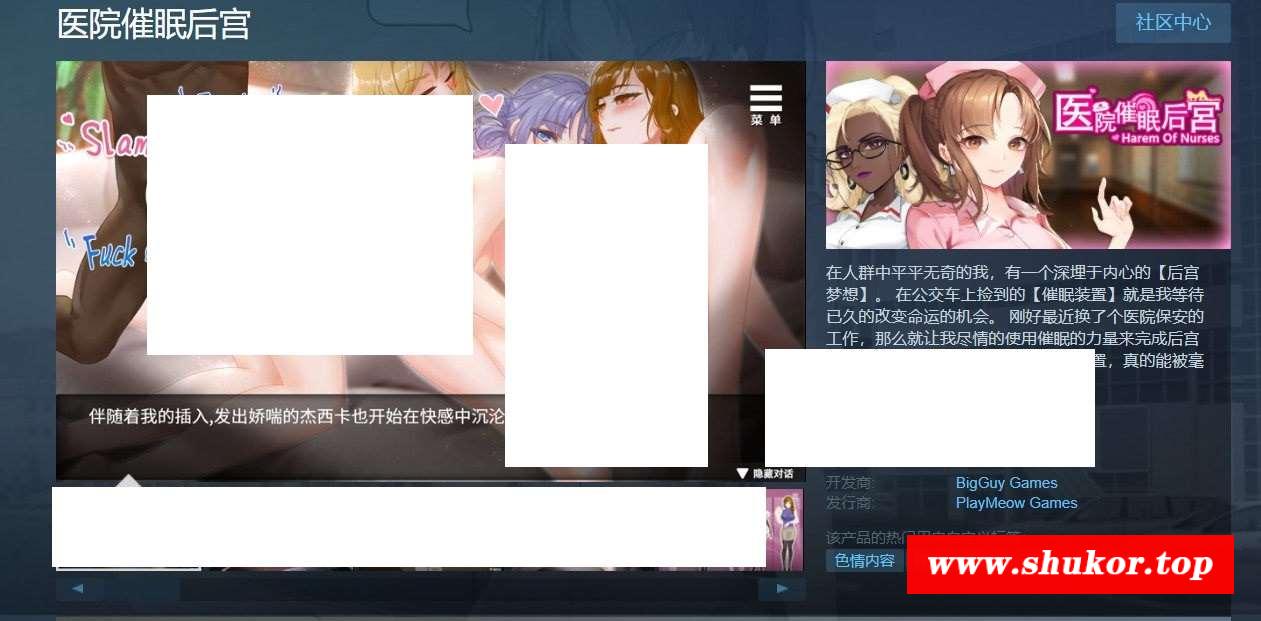 医院催眠后宫
社区中心
菜 单
Slam
Fuck
伴随着我的插入,发出娇喘的杰西卡也开始在快感中沉沦
隐藏对话
医院催眠后宫
Harem Of Nurses
在人群中平平无奇的我，有一个深埋于内心的【后宫
梦想】。 在公交车上捡到的【催眠装置】就是我等待
已久的改变命运的机会。 刚好最近换了个医院保安的
工作，那么就让我尽情的使用催眠的力量来完成后宫
置，真的能被毫
开发商: BigGuy Games
发行商: PlayMeow Games
该产品的热门用户自定义标签
色情内容
www.shukor.top